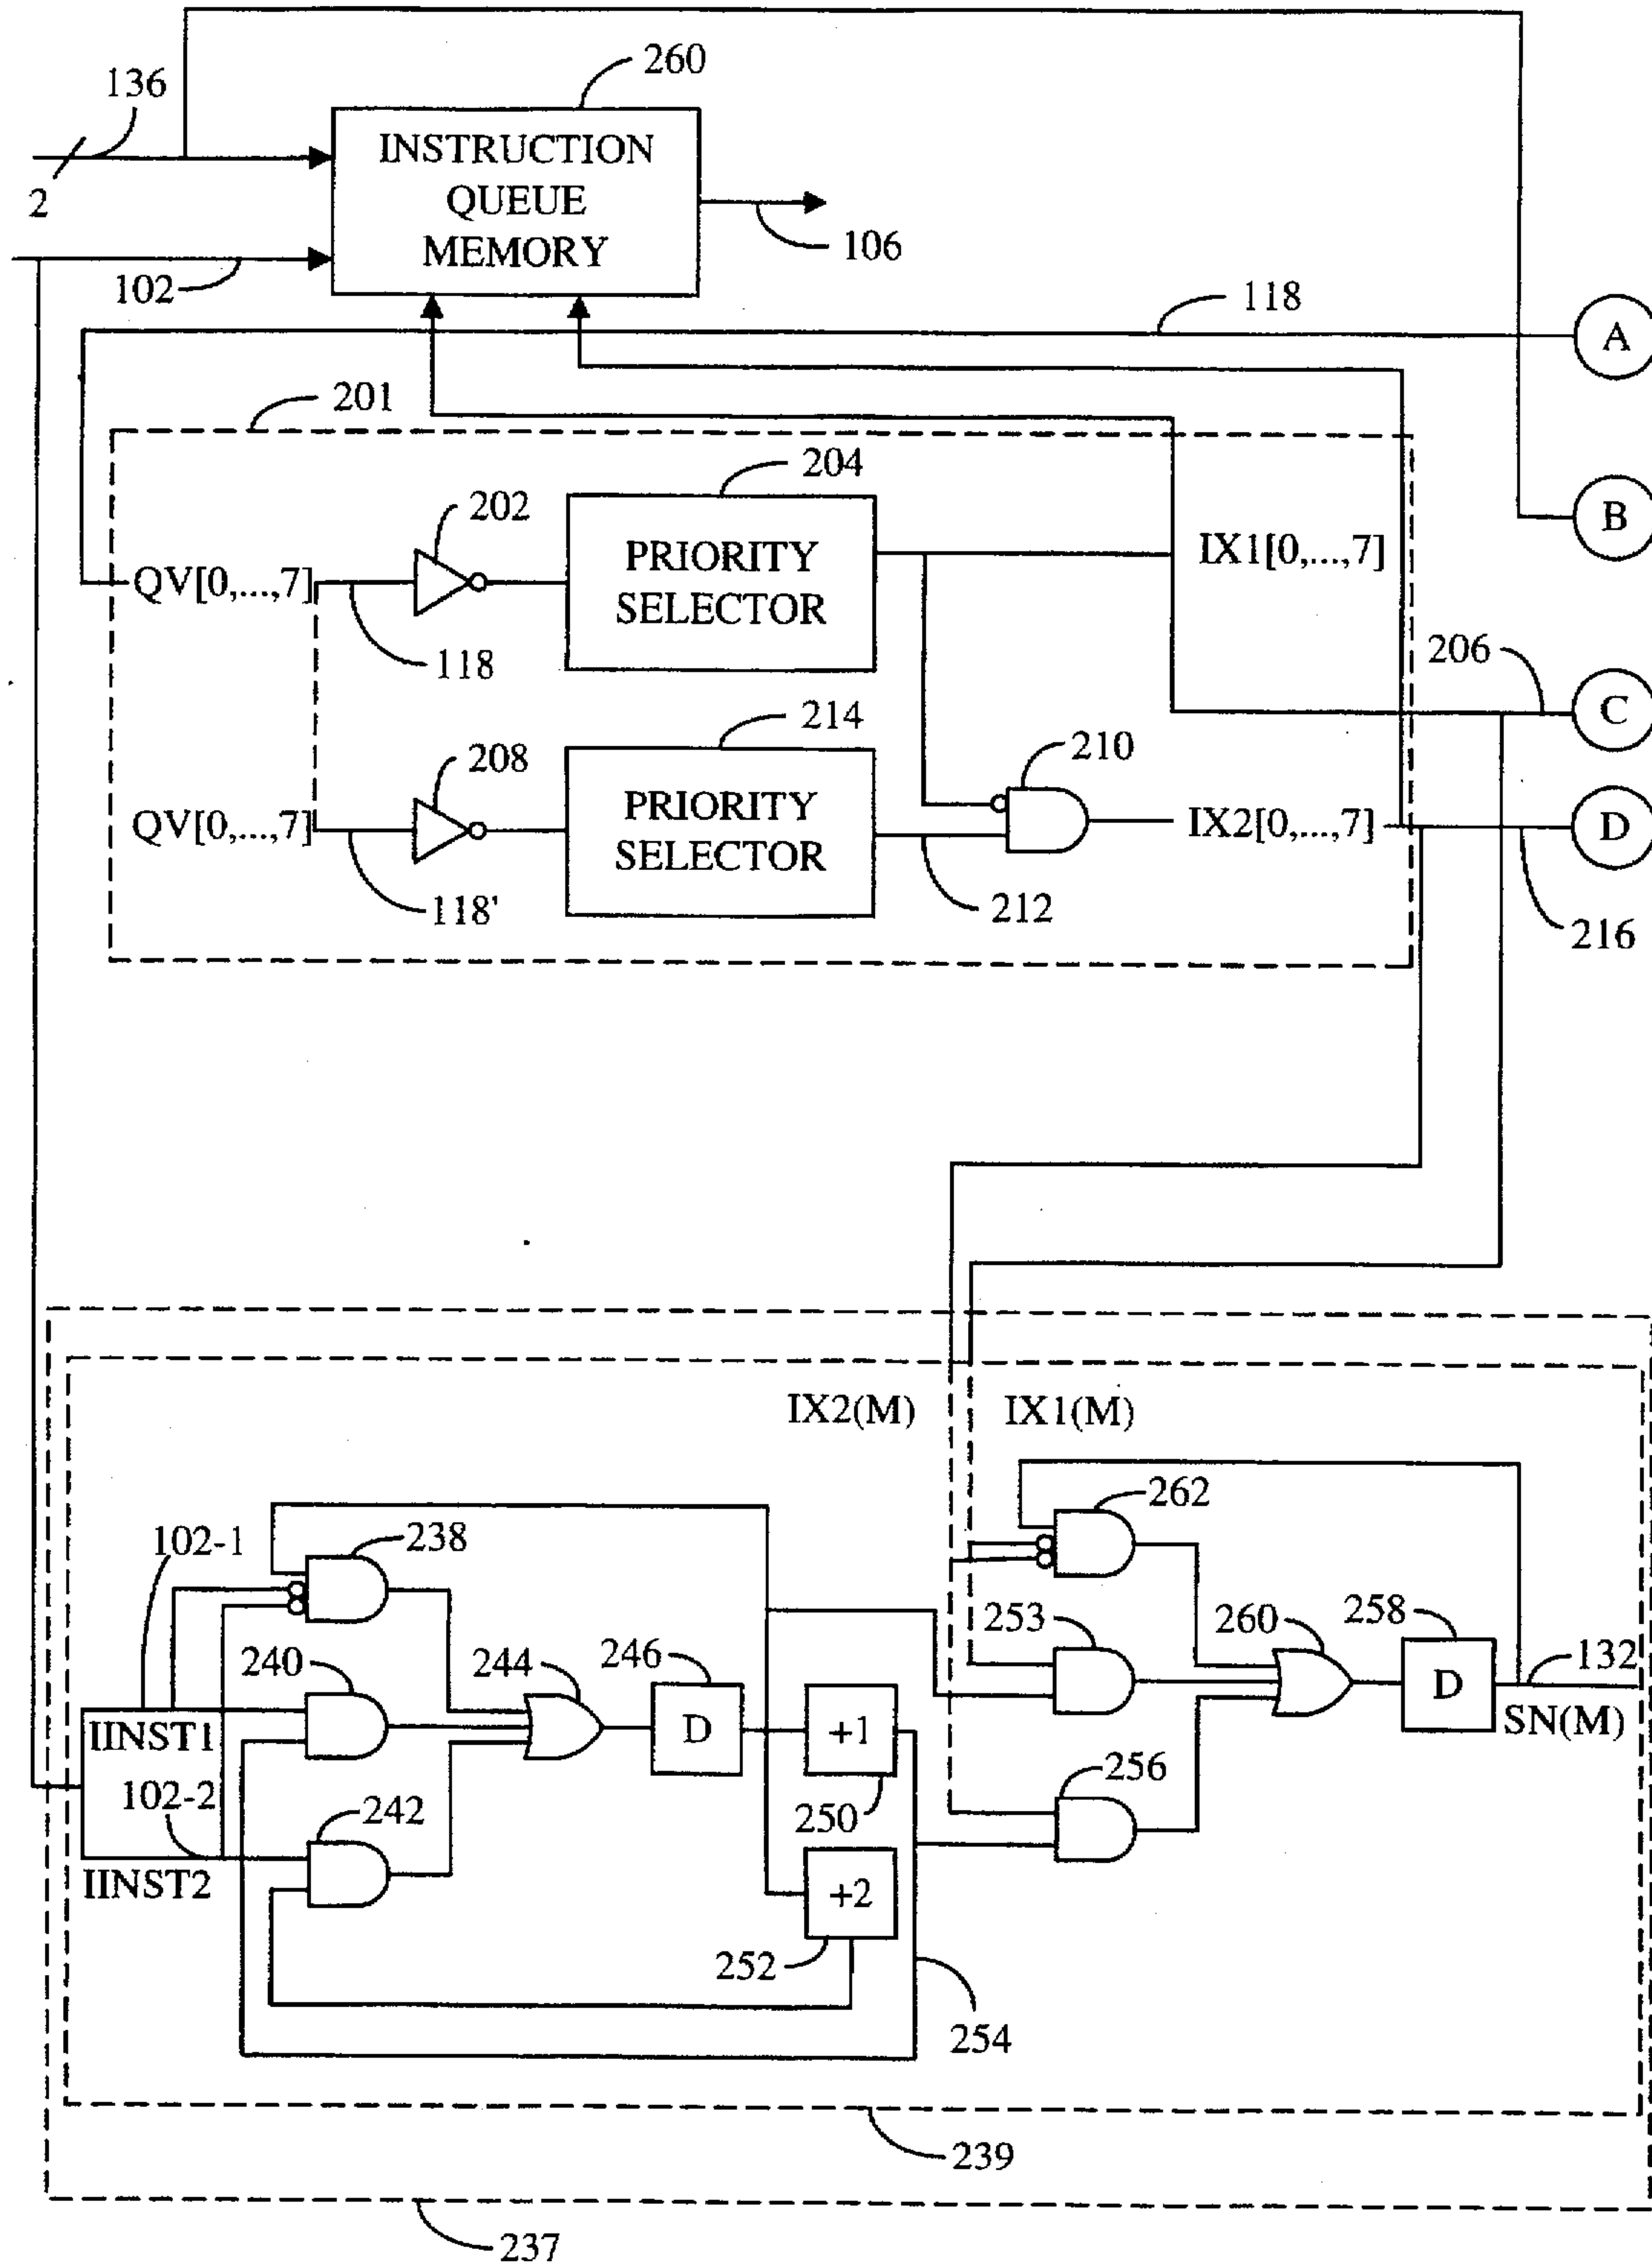 260
136
INSTRUCTION
QUEUE
MEMORY
2
106
102
118
A
201
204
B
202
PRIORITY
SELECTOR
IX1[0,...,7]
QV[0,...,7]
118
206
C
214
210
208
PRIORITY
SELECTOR
IX2[0,...,7]
D
QV[0,...,7]
118'
212
216
IX2(M)
IX1(M)
262
102-1
238
253
260
258
240
244
246
132
D
+1
D
IINST1
SN(M)
102-2
242
250
256
IINST2
+2
252
254
239
237